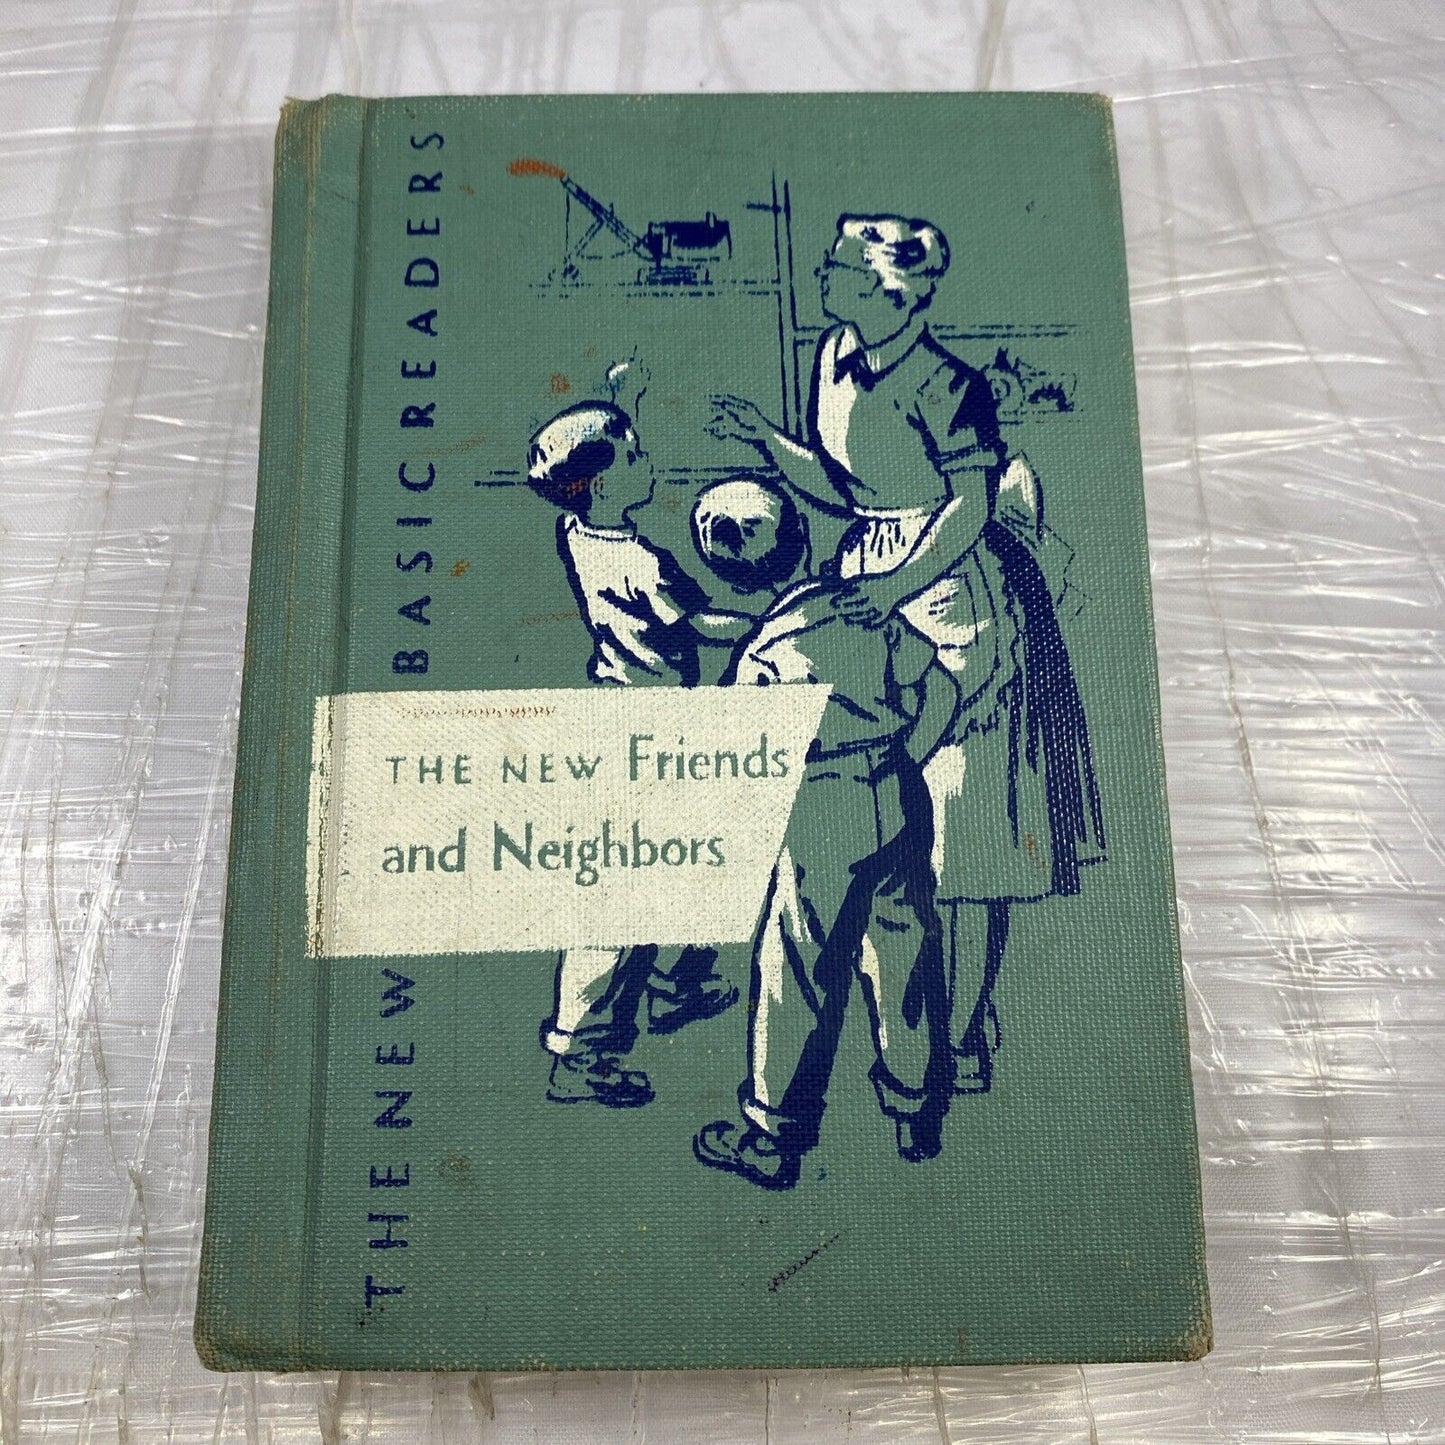 THE NEW BASIC READERS
THE NEW Friends
and Neighbors